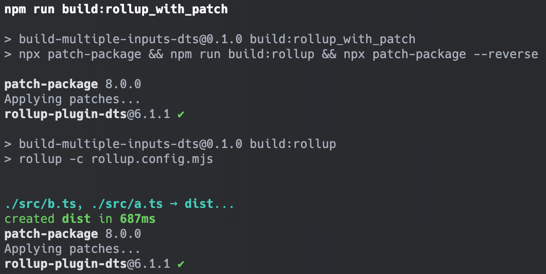 npm run build:rollup_with_patch
> build-multiple-inputs-dts@0.1.0 build:rollup_with_patch
> npx patch-package && npm run build:rollup && npx patch-package --reverse
patch-package 8.0.0
Applying patches...
rollup-plugin-dts@6.1.1 ✔
> build-multiple-inputs-dts@0.1.0 build:rollup
> rollup -c rollup.config.mjs
./src/b.ts, ./src/a.ts → dist...
created dist in 687ms
patch-package 8.0.0
Applying patches...
rollup-plugin-dts@6.1.1 ✔